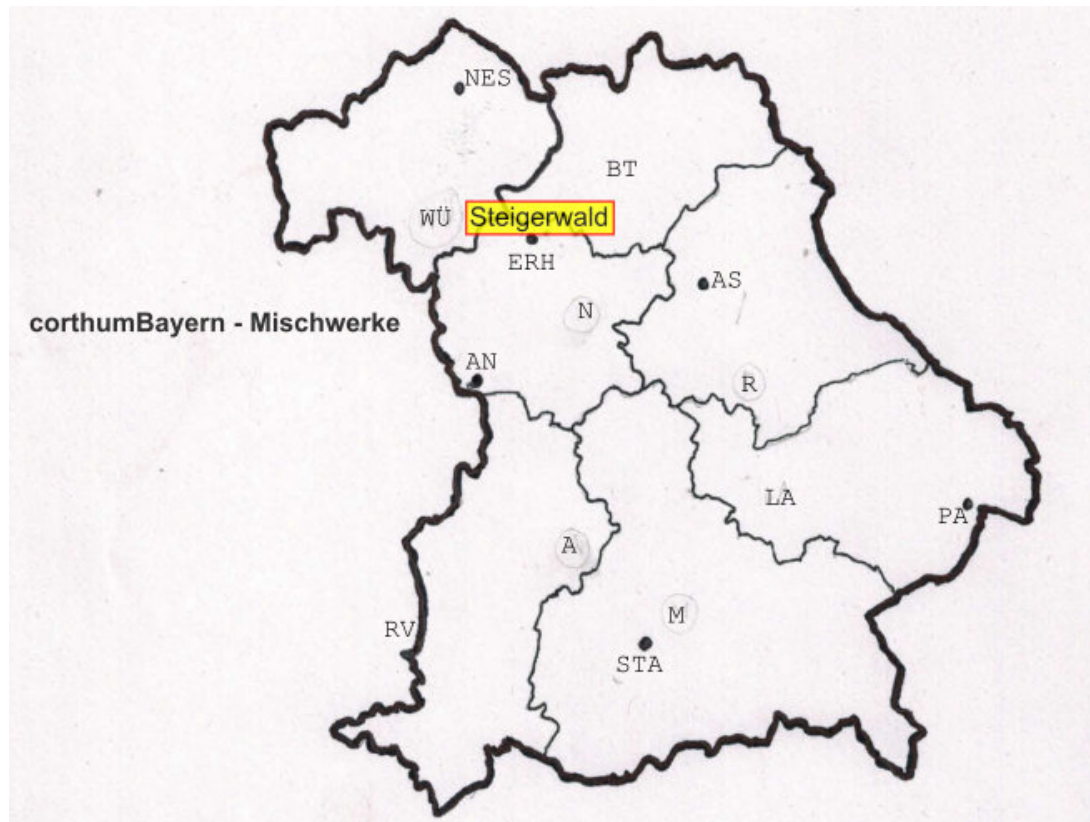 NES
BT
WÜ
Steigerwald
ERH
AS
N
corthumBayern - Mischwerke
AN
R
LA
PA
A
M
RV
STA